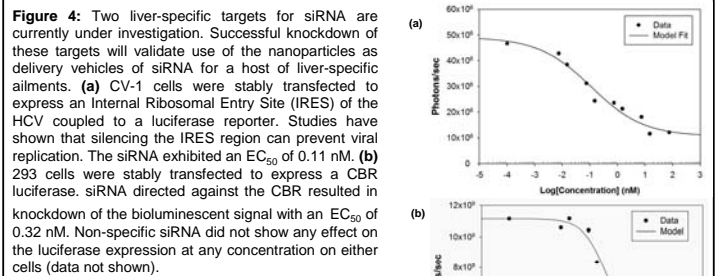 Figure 4: Two liver-specific targets for siRNA are
currently under investigation. Successful knockdown of
these targets will validate use of the nanoparticles as
delivery vehicles of siRNA for a host of liver-specific
ailments. (a) CV-1 cells were stably transfected to
express an Internal Ribosomal Entry Site (IRES) of the
HCV coupled to a luciferase reporter. Studies have
shown that silencing the IRES region can prevent viral
replication. The siRNA exhibited an EC50 of 0.11 nM. (b)
293 cells were stably transfected to express a CBR
luciferase. siRNA directed against the CBR resulted in
knockdown of the bioluminescent signal with an EC50 of
0.32 nM. Non-specific siRNA did not show any effect on
the luciferase expression at any concentration on either
cells (data not shown).
(a)
Photons/sec
60x10⁶
50x10⁶
40x10⁶
30x10⁶
20x10⁶
10x10⁶
0
-5 -4 -3 -2 -1 0 1 2 3
Log[Concentration] (nM)
Data
Model Fit
(b)
12x10⁹
10x10⁹
8x10⁹
Data
Model